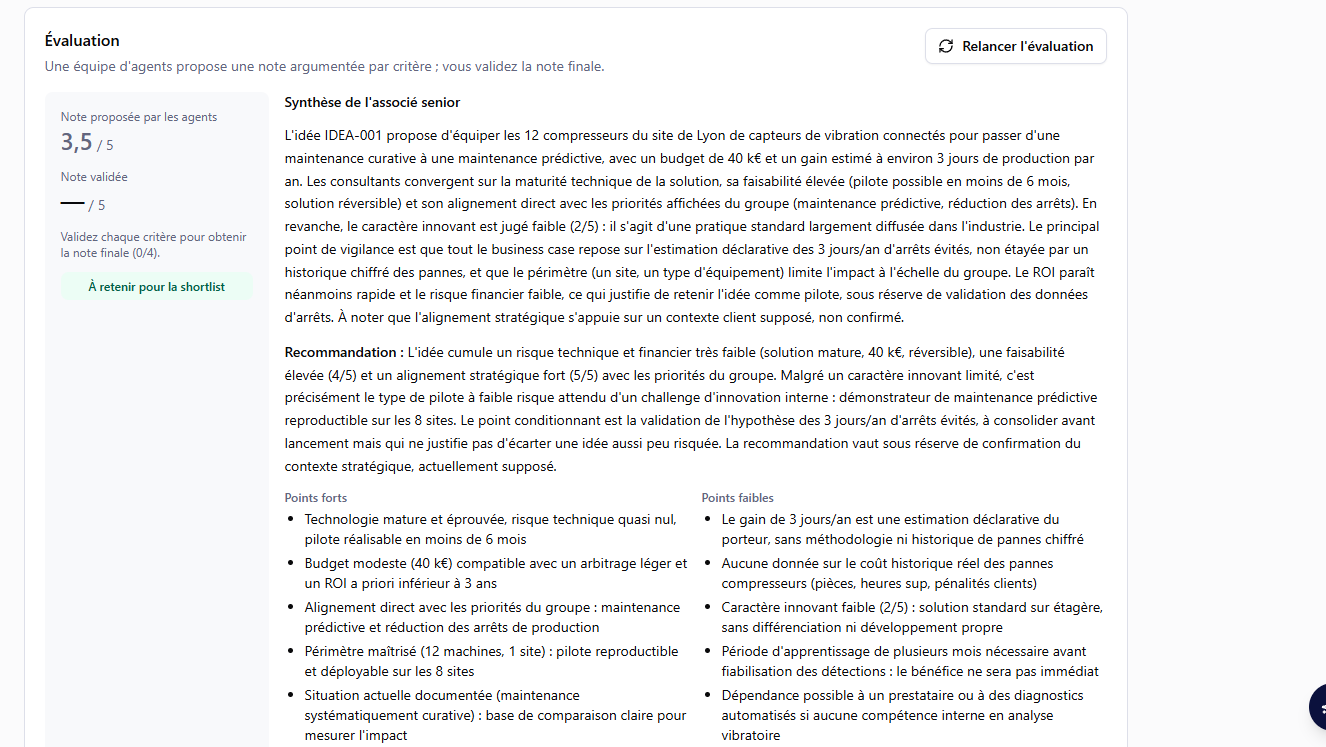 Évaluation
Relancer l'évaluation
Une équipe d'agents propose une note argumentée par critère ; vous validez la note finale.
Note proposée par les agents
3,5 / 5
Note validée
— / 5
Validez chaque critère pour obtenir
la note finale (0/4).
À retenir pour la shortlist
Synthèse de l'associé senior
L'idée IDEA-001 propose d'équiper les 12 compresseurs du site de Lyon de capteurs de vibration connectés pour passer d'une
maintenance curative à une maintenance prédictive, avec un budget de 40 k€ et un gain estimé à environ 3 jours de production par
an. Les consultants convergent sur la maturité technique de la solution, sa faisabilité élevée (pilote possible en moins de 6 mois,
solution réversible) et son alignement direct avec les priorités affichées du groupe (maintenance prédictive, réduction des arrêts). En
revanche, le caractère innovant est jugé faible (2/5) : il s'agit d'une pratique standard largement diffusée dans l'industrie. Le principal
point de vigilance est que tout le business case repose sur l'estimation déclarative des 3 jours/an d'arrêts évités, non étayée par un
historique chiffré des pannes, et que le périmètre (un site, un type d'équipement) limite l'impact à l'échelle du groupe. Le ROI paraît
néanmoins rapide et le risque financier faible, ce qui justifie de retenir l'idée comme pilote, sous réserve de validation des données
d'arrêts. À noter que l'alignement stratégique s'appuie sur un contexte client supposé, non confirmé.
Recommandation : L'idée cumule un risque technique et financier très faible (solution mature, 40 k€, réversible), une faisabilité
élevée (4/5) et un alignement stratégique fort (5/5) avec les priorités du groupe. Malgré un caractère innovant limité, c'est
précisément le type de pilote à faible risque attendu d'un challenge d'innovation interne : démonstrateur de maintenance prédictive
reproductible sur les 8 sites. Le point conditionnant est la validation de l'hypothèse des 3 jours/an d'arrêts évités, à consolider avant
lancement mais qui ne justifie pas d'écarter une idée aussi peu risquée. La recommandation vaut sous réserve de confirmation du
contexte stratégique, actuellement supposé.
Points forts
• Technologie mature et éprouvée, risque technique quasi nul,
pilote réalisable en moins de 6 mois
• Budget modeste (40 k€) compatible avec un arbitrage léger et
un ROI a priori inférieur à 3 ans
• Alignement direct avec les priorités du groupe : maintenance
prédictive et réduction des arrêts de production
• Périmètre maîtrisé (12 machines, 1 site) : pilote reproductible
et déployable sur les 8 sites
• Situation actuelle documentée (maintenance
systématiquement curative) : base de comparaison claire pour
mesurer l'impact
Points faibles
• Le gain de 3 jours/an est une estimation déclarative du
porteur, sans méthodologie ni historique de pannes chiffré
• Aucune donnée sur le coût historique réel des pannes
compresseurs (pièces, heures sup, pénalités clients)
• Caractère innovant faible (2/5) : solution standard sur étagère,
sans différenciation ni développement propre
• Période d'apprentissage de plusieurs mois nécessaire avant
fiabilisation des détections : le bénéfice ne sera pas immédiat
• Dépendance possible à un prestataire ou à des diagnostics
automatisés si aucune compétence interne en analyse
vibratoire